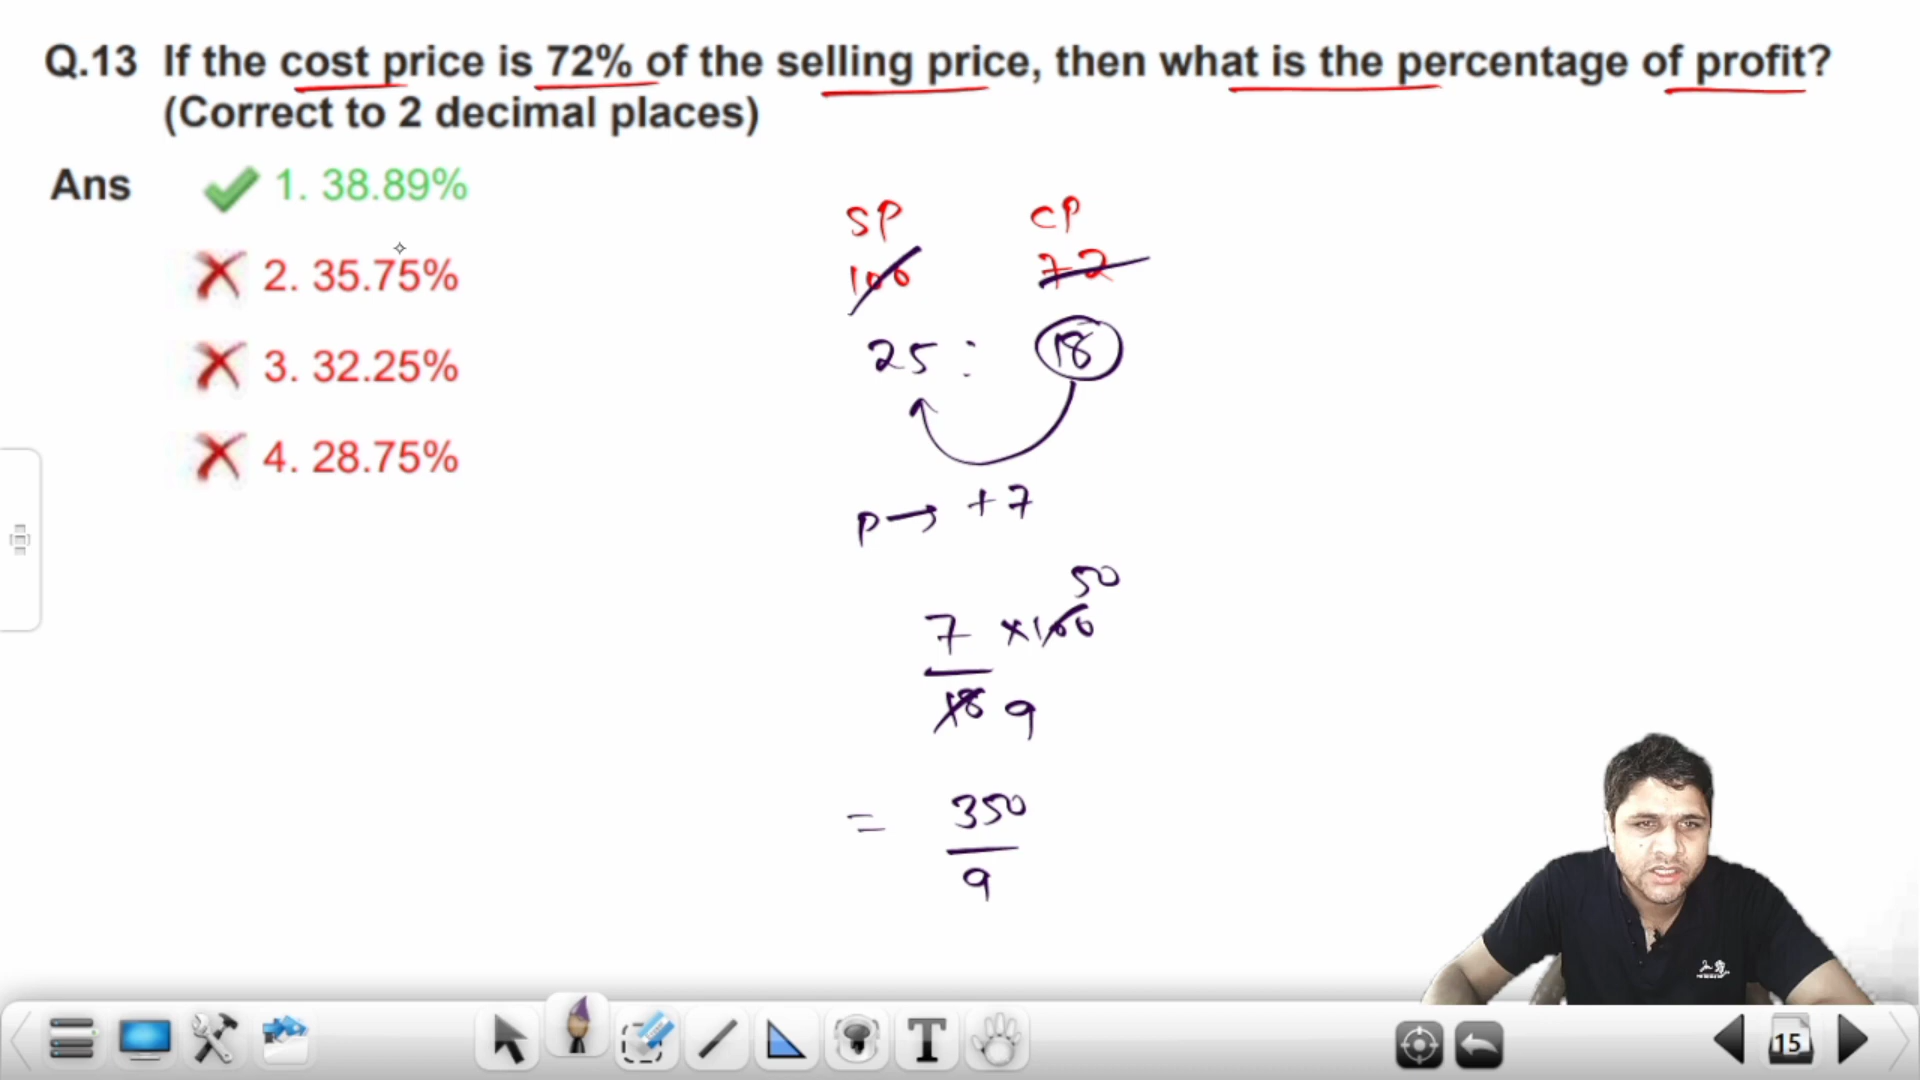 Q.13 If the cost price is 72% of the selling price, then what is the percentage of profit?
(Correct to 2 decimal places)
Ans 1. 38.89%
2. 35.75%
3. 32.25%
4. 28.75%
SP CP
100 72
25 : 18
P → +7
50
7 ×100
18 9
= 350
9
T
15